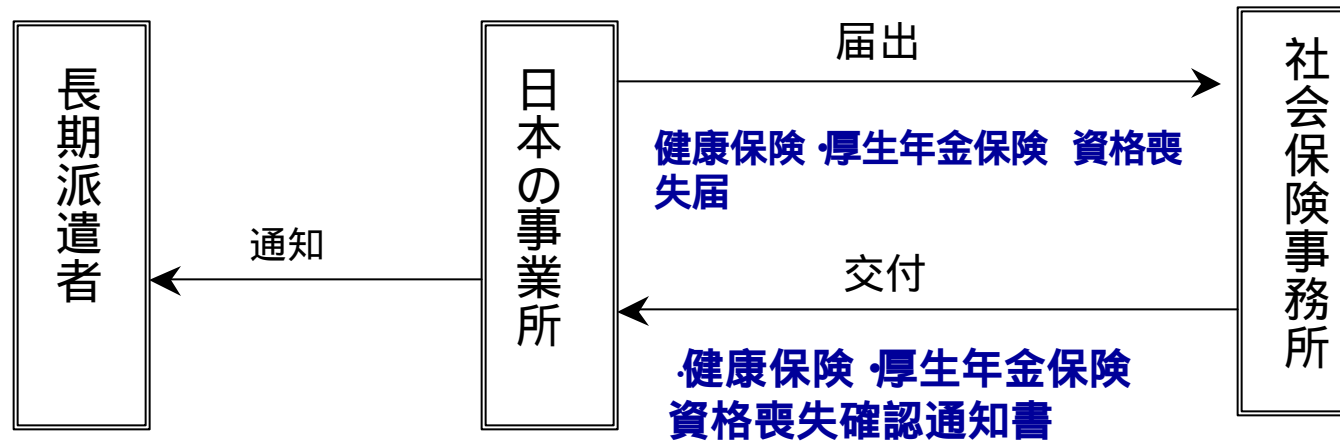 長期派遣者
通知
日本の事業所
届出
健康保険・厚生年金保険 資格喪
失届
交付
・健康保険・厚生年金保険
資格喪失確認通知書
社会保険事務所